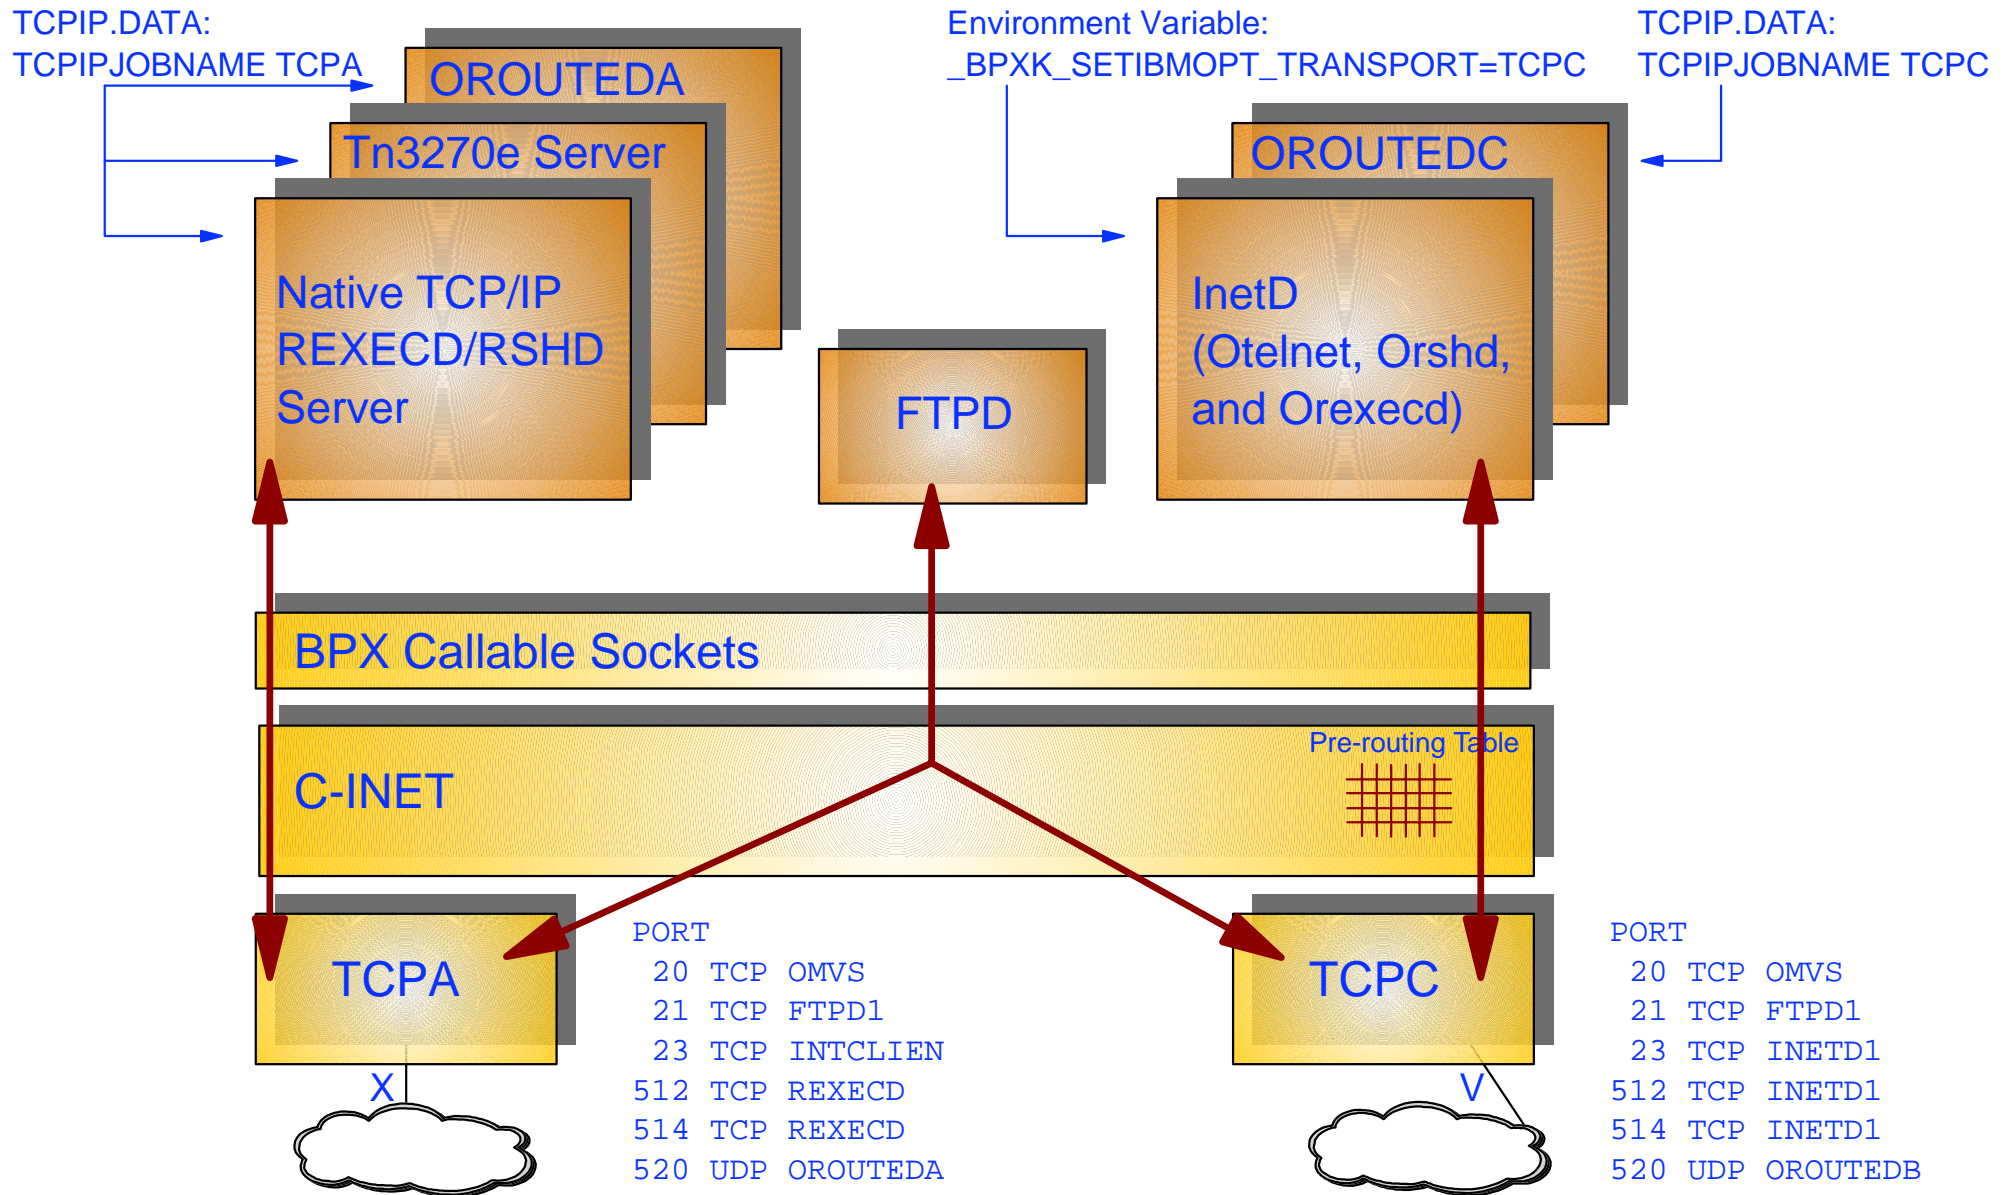 TCPIP.DATA:
TCPIPJOBNAME TCPA
Environment Variable:
_BPXK_SETIBMOPT_TRANSPORT=TCPC
TCPIP.DATA:
TCPIPJOBNAME TCPC
OROUTEDA
Tn3270e Server
Native TCP/IP
REXECD/RSHD
Server
FTPD
OROUTEDC
InetD
(Otelnet, Orshd,
and Orexecd)
BPX Callable Sockets
C-INET
Pre-routing Table
TCPA
X
PORT
20 TCP OMVS
21 TCP FTPD1
23 TCP INTCLIEN
512 TCP REXECD
514 TCP REXECD
520 UDP OROUTEDA
TCPC
V
PORT
20 TCP OMVS
21 TCP FTPD1
23 TCP INETD1
512 TCP INETD1
514 TCP INETD1
520 UDP OROUTEDB